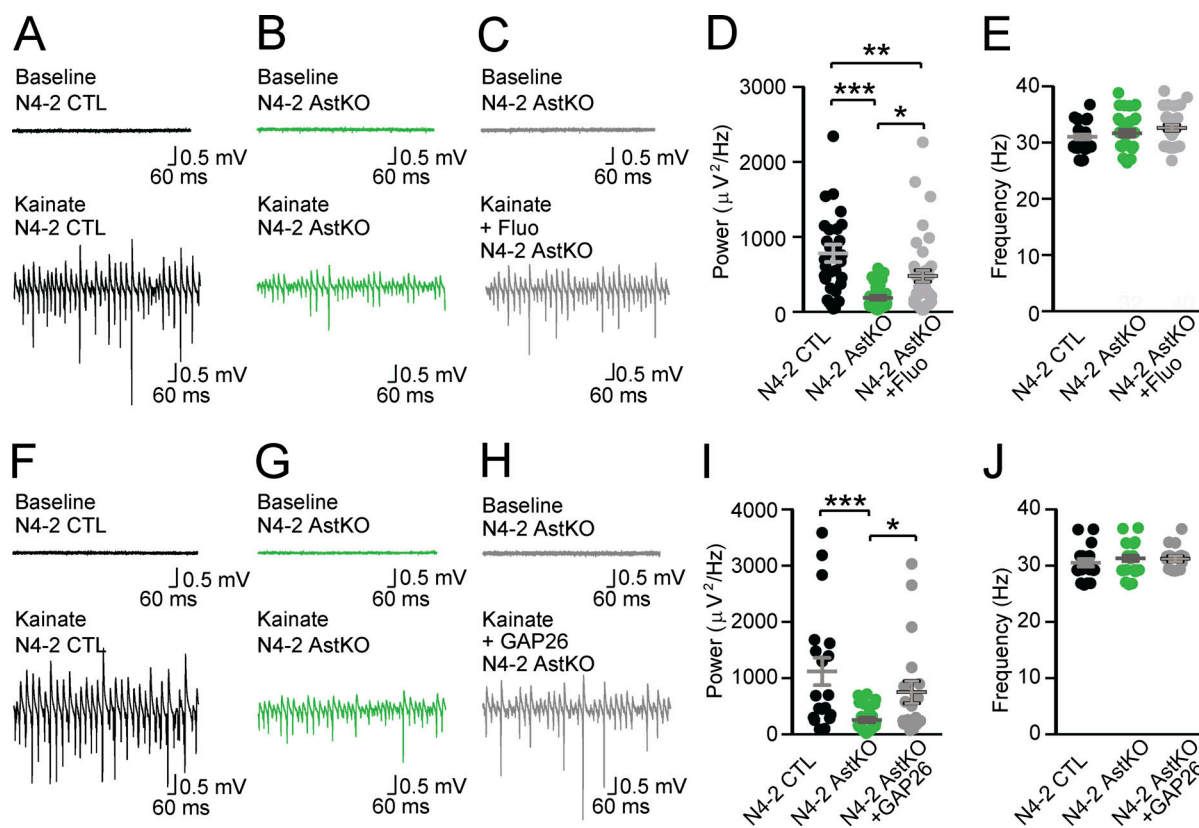 A
Baseline
N4-2 CTL
0.5 mV
60 ms
Kainate
N4-2 CTL
0.5 mV
60 ms
B
Baseline
N4-2 AstKO
0.5 mV
60 ms
Kainate
N4-2 AstKO
0.5 mV
60 ms
C
Baseline
N4-2 AstKO
0.5 mV
60 ms
Kainate
+ Fluo
N4-2 AstKO
0.5 mV
60 ms
D
**
***
*
Power (μV²/Hz)
3000
2000
1000
0
N4-2 CTL
N4-2 AstKO
N4-2 AstKO
+Fluo
E
Frequency (Hz)
40
30
20
10
0
N4-2 CTL
N4-2 AstKO
N4-2 AstKO
+Fluo
F
Baseline
N4-2 CTL
0.5 mV
60 ms
Kainate
N4-2 CTL
0.5 mV
60 ms
G
Baseline
N4-2 AstKO
0.5 mV
60 ms
Kainate
N4-2 AstKO
0.5 mV
60 ms
H
Baseline
N4-2 AstKO
0.5 mV
60 ms
Kainate
+ GAP26
N4-2 AstKO
0.5 mV
60 ms
I
***
*
Power (μV²/Hz)
4000
3000
2000
1000
0
N4-2 CTL
N4-2 AstKO
N4-2 AstKO
+GAP26
J
Frequency (Hz)
40
30
20
10
0
N4-2 CTL
N4-2 AstKO
N4-2 AstKO
+GAP26